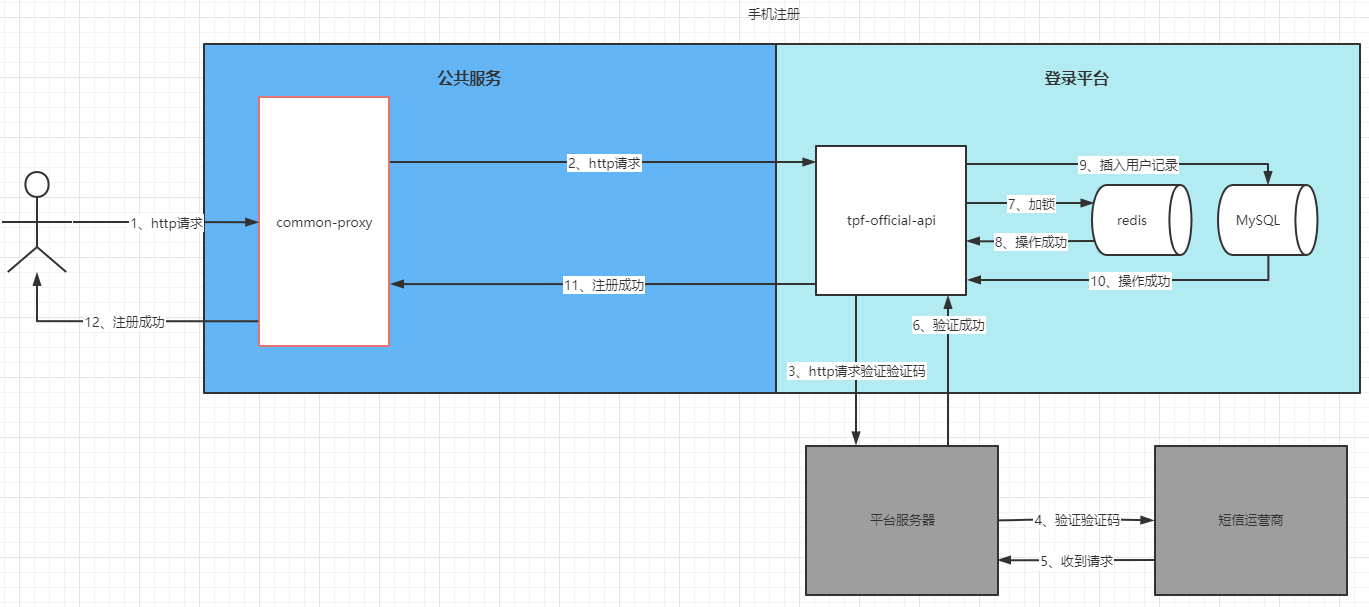 手机注册
公共服务
登录平台
2、http请求
9、插入用户记录
1、http请求
common-proxy
tpf-official-api
7、加锁
redis
MySQL
8、操作成功
11、注册成功
10、操作成功
12、注册成功
6、验证成功
3、http请求验证验证码
平台服务器
4、验证验证码
短信运营商
5、收到请求